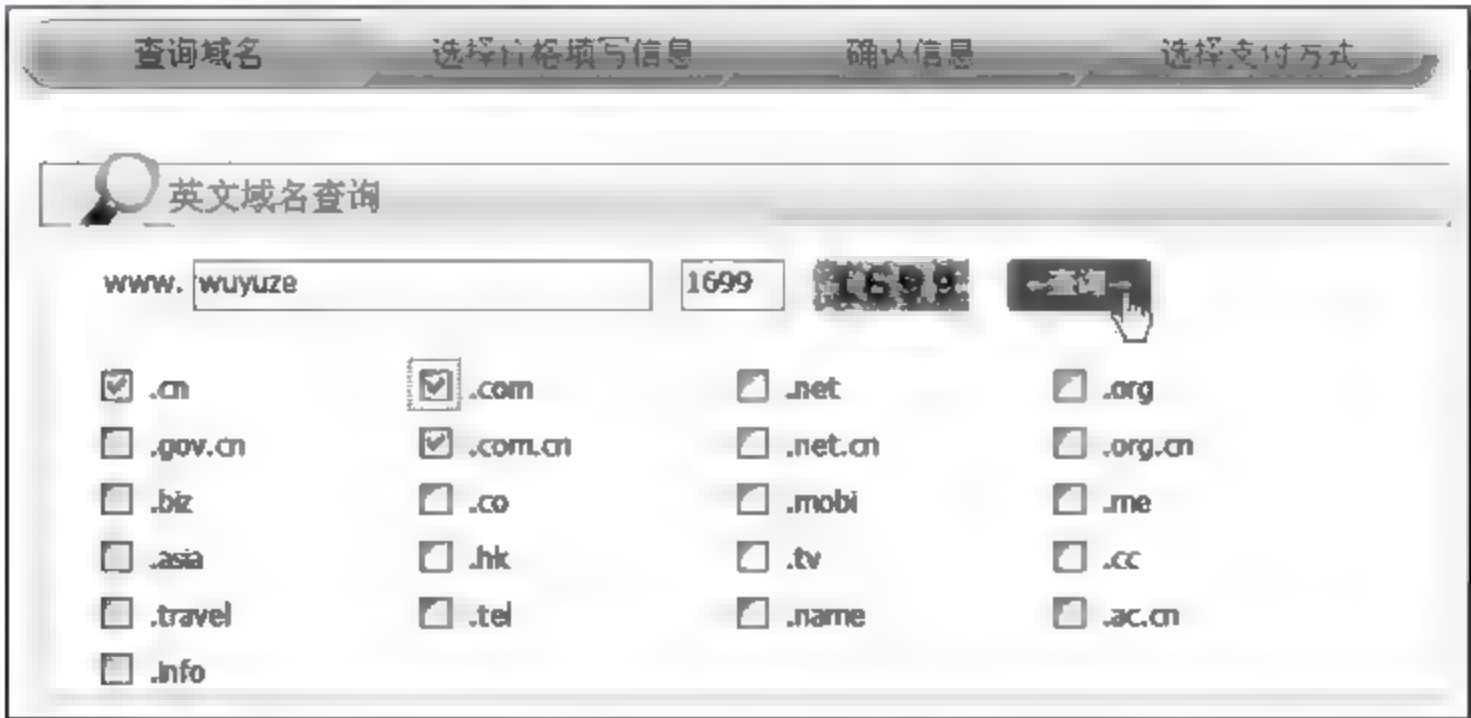 查询域名 选择价格填写信息 确认信息 选择支付方式
英文域名查询
www. wuyuze 1699 查询
.cn .com .net .org
.gov.cn .com.cn .net.cn .org.cn
.biz .co .mobi .me
.asia .hk .tv .cc
.travel .tel .name .ac.cn
.info